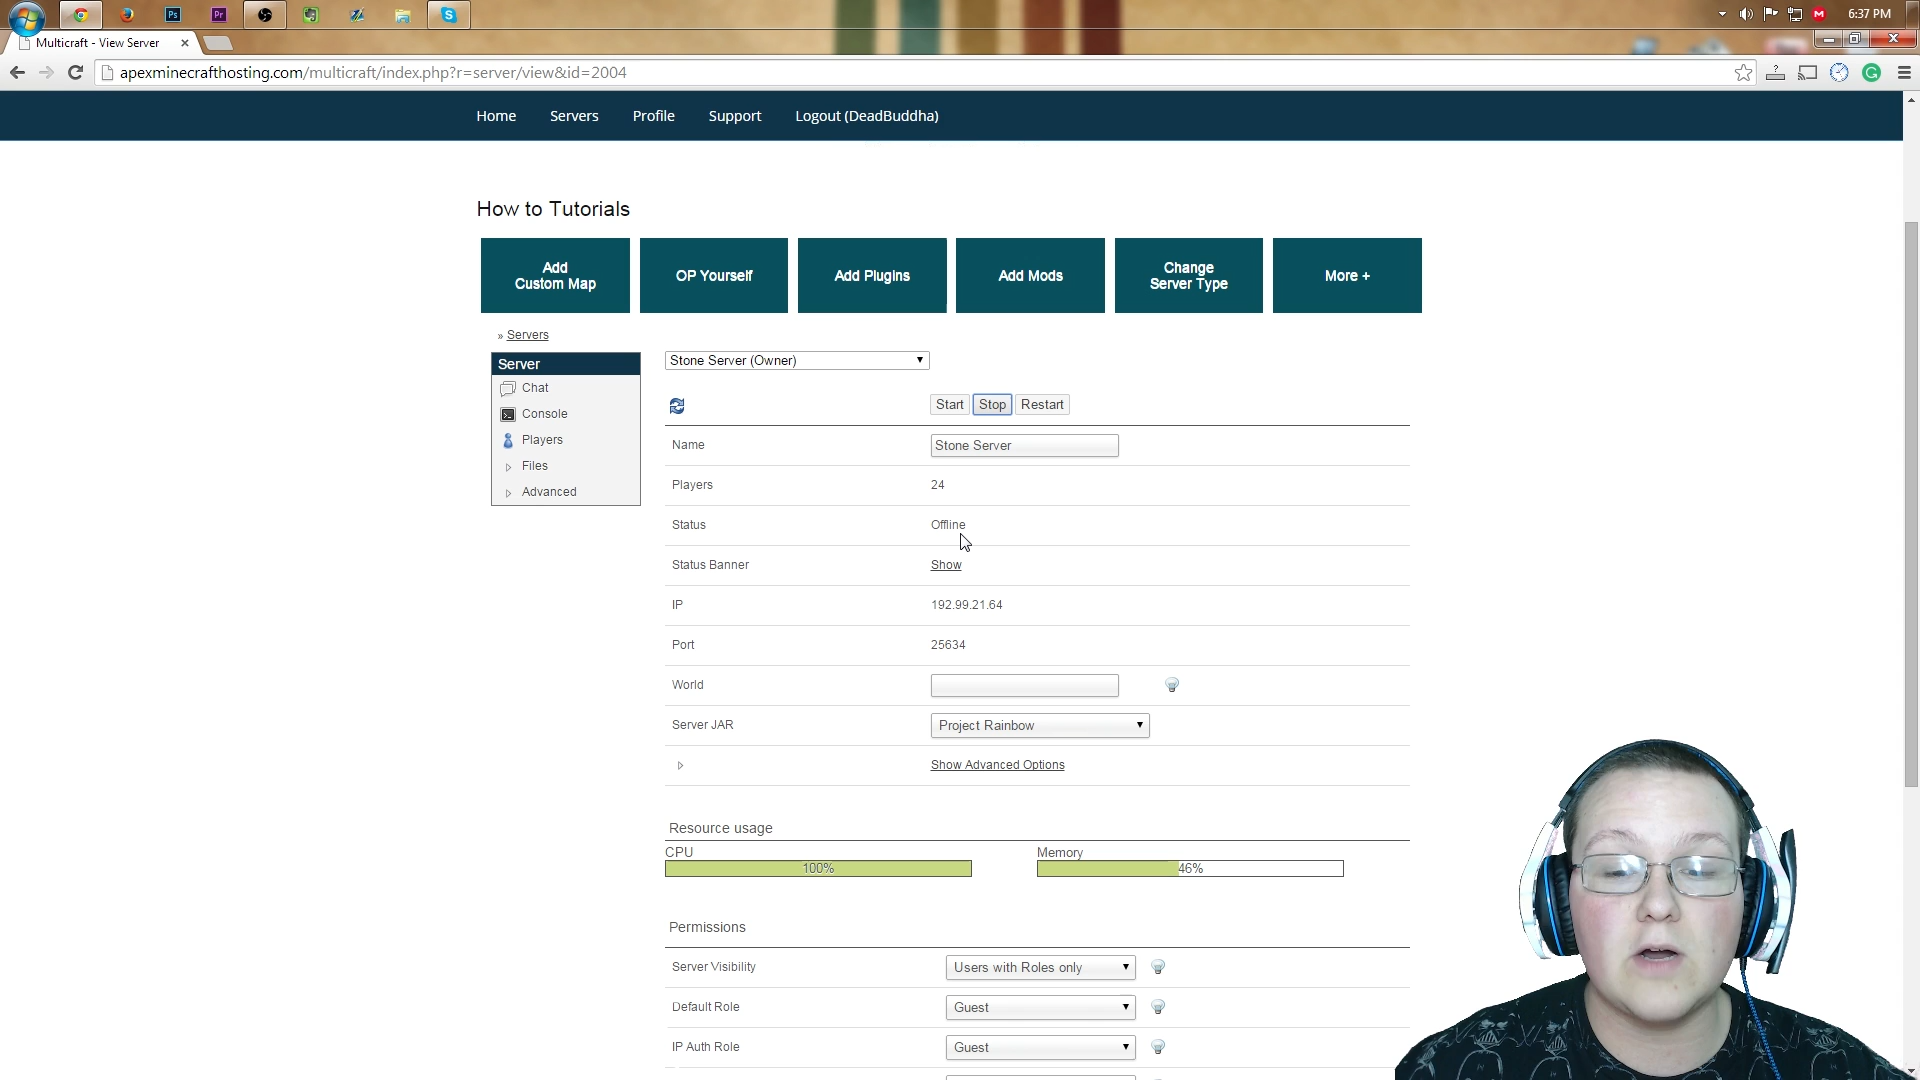 6:37 PM
Multicraft - View Server
apexminecrafthosting.com/multicraft/index.php?r=server/view&id=2004
Home Servers Profile Support Logout (DeadBuddha)
How to Tutorials
Add Custom Map
OP Yourself
Add Plugins
Add Mods
Change Server Type
More +
» Servers
Server
Chat
Console
Players
Files
Advanced
Stone Server (Owner)
Start Stop Restart
Name Stone Server
Players 24
Status Offline
Status Banner Show
IP 192.99.21.64
Port 25634
World
Server JAR Project Rainbow
Show Advanced Options
Resource usage
CPU Memory
100% 46%
Permissions
Server Visibility Users with Roles only
Default Role Guest
IP Auth Role Guest